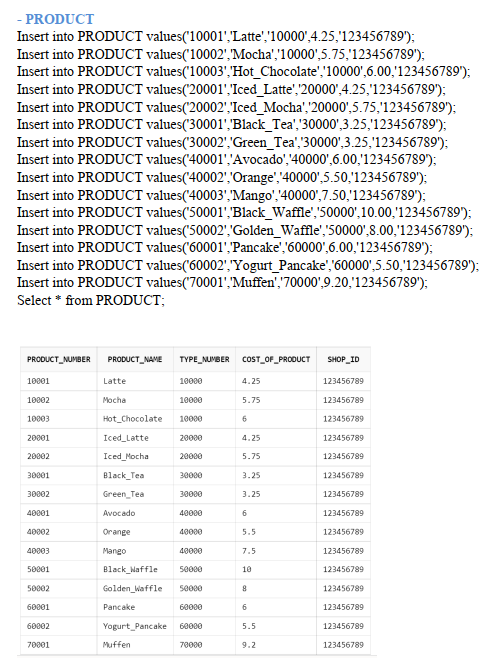 - PRODUCT
Insert into PRODUCT values('10001','Latte','10000',4.25,'123456789');
Insert into PRODUCT values('10002','Mocha','10000',5.75,'123456789');
Insert into PRODUCT values('10003','Hot_Chocolate','10000',6.00,'123456789');
Insert into PRODUCT values('20001','Iced_Latte','20000',4.25,'123456789');
Insert into PRODUCT values('20002','Iced_Mocha','20000',5.75,'123456789');
Insert into PRODUCT values('30001','Black_Tea','30000',3.25,'123456789');
Insert into PRODUCT values('30002','Green_Tea','30000',3.25,'123456789');
Insert into PRODUCT values('40001','Avocado','40000',6.00,'123456789');
Insert into PRODUCT values('40002','Orange','40000',5.50,'123456789');
Insert into PRODUCT values('40003','Mango','40000',7.50,'123456789');
Insert into PRODUCT values('50001','Black_Waffle','50000',10.00,'123456789');
Insert into PRODUCT values('50002','Golden_Waffle','50000',8.00,'123456789');
Insert into PRODUCT values('60001','Pancake','60000',6.00,'123456789');
Insert into PRODUCT values('60002','Yogurt_Pancake','60000',5.50,'123456789');
Insert into PRODUCT values('70001','Muffen','70000',9.20,'123456789');
Select * from PRODUCT;
PRODUCT_NUMBER PRODUCT_NAME TYPE_NUMBER COST_OF_PRODUCT SHOP_ID
10001 Latte 10000 4.25 123456789
10002 Mocha 10000 5.75 123456789
10003 Hot_Chocolate 10000 6 123456789
20001 Iced_Latte 20000 4.25 123456789
20002 Iced_Mocha 20000 5.75 123456789
30001 Black_Tea 30000 3.25 123456789
30002 Green_Tea 30000 3.25 123456789
40001 Avocado 40000 6 123456789
40002 Orange 40000 5.5 123456789
40003 Mango 40000 7.5 123456789
50001 Black_Waffle 50000 10 123456789
50002 Golden_Waffle 50000 8 123456789
60001 Pancake 60000 6 123456789
60002 Yogurt_Pancake 60000 5.5 123456789
70001 Muffen 70000 9.2 123456789